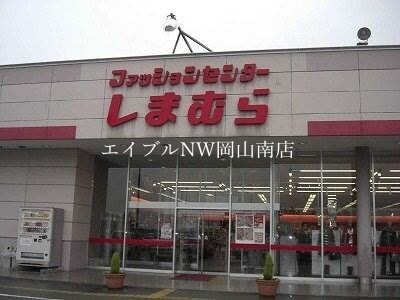 ファッションセンター
しまむら
エイブルNW岡山南店